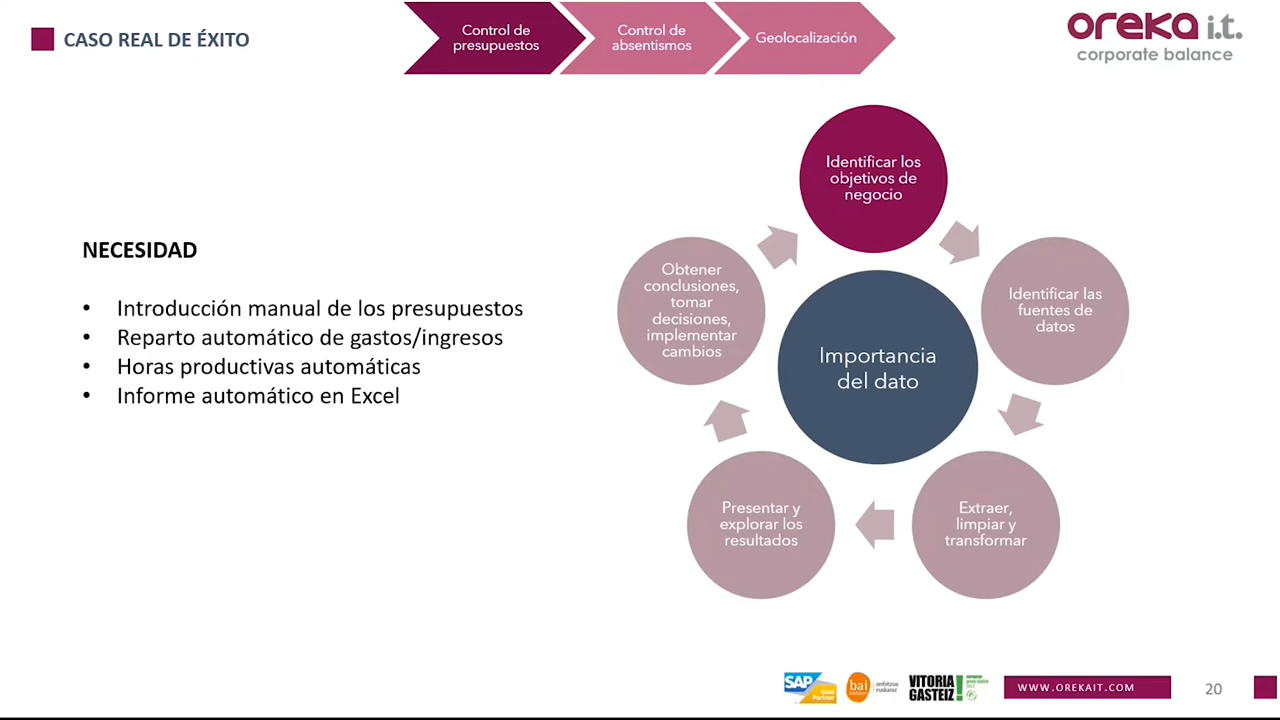 CASO REAL DE ÉXITO
Control de
presupuestos
Control de
absentismos
Geolocalización
oreka i.t.
corporate balance
NECESIDAD
• Introducción manual de los presupuestos
• Reparto automático de gastos/ingresos
• Horas productivas automáticas
• Informe automático en Excel
Identificar los
objetivos de
negocio
Identificar las
fuentes de
datos
Extraer,
limpiar y
transformar
Presentar y
explorar los
resultados
Obtener
conclusiones,
tomar
decisiones,
implementar
cambios
Importancia
del dato
SAP
Gold
Partner
bai
euskaraz
VITORIA
GASTEIZ
WWW.OREKAIT.COM
20